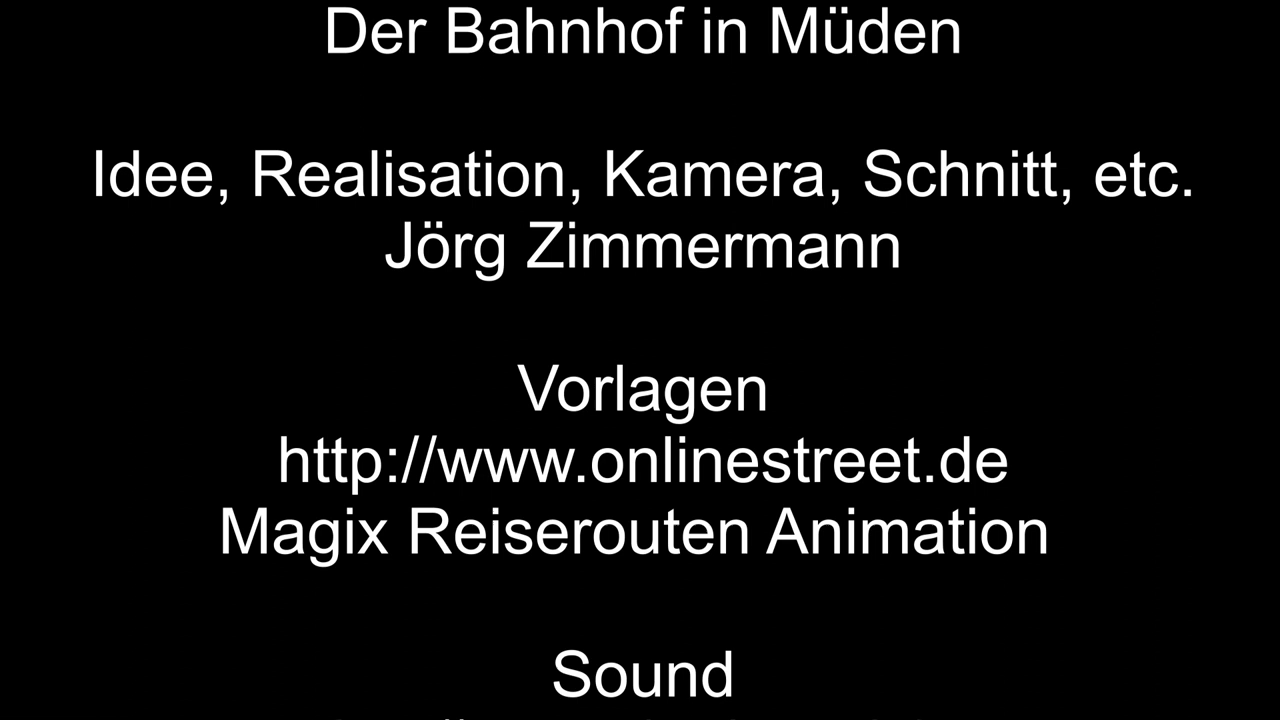 Der Bahnhof in Müden
Idee, Realisation, Kamera, Schnitt, etc.
Jörg Zimmermann
Vorlagen
http://www.onlinestreet.de
Magix Reiserouten Animation
Sound